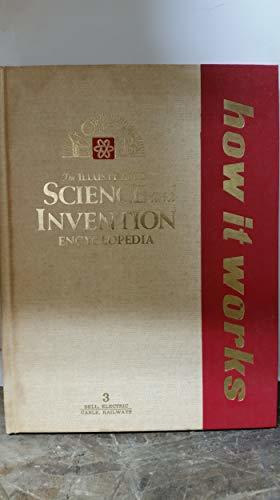 The ILLUSTRATED
SCIENCE and
INVENTION
ENCYCLOPEDIA
how it works
3
BELL, ELECTRIC
CABLE, RAILWAYS